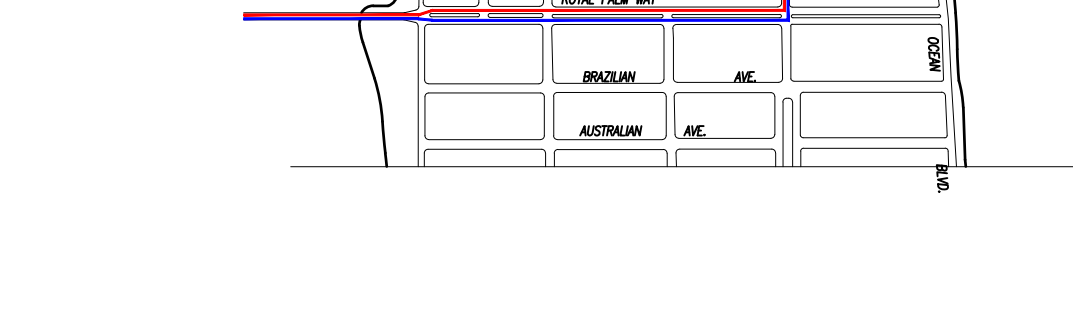 ROYAL PALM WAY
OCEAN
BRAZILIAN AVE.
AUSTRALIAN AVE.
BLVD.